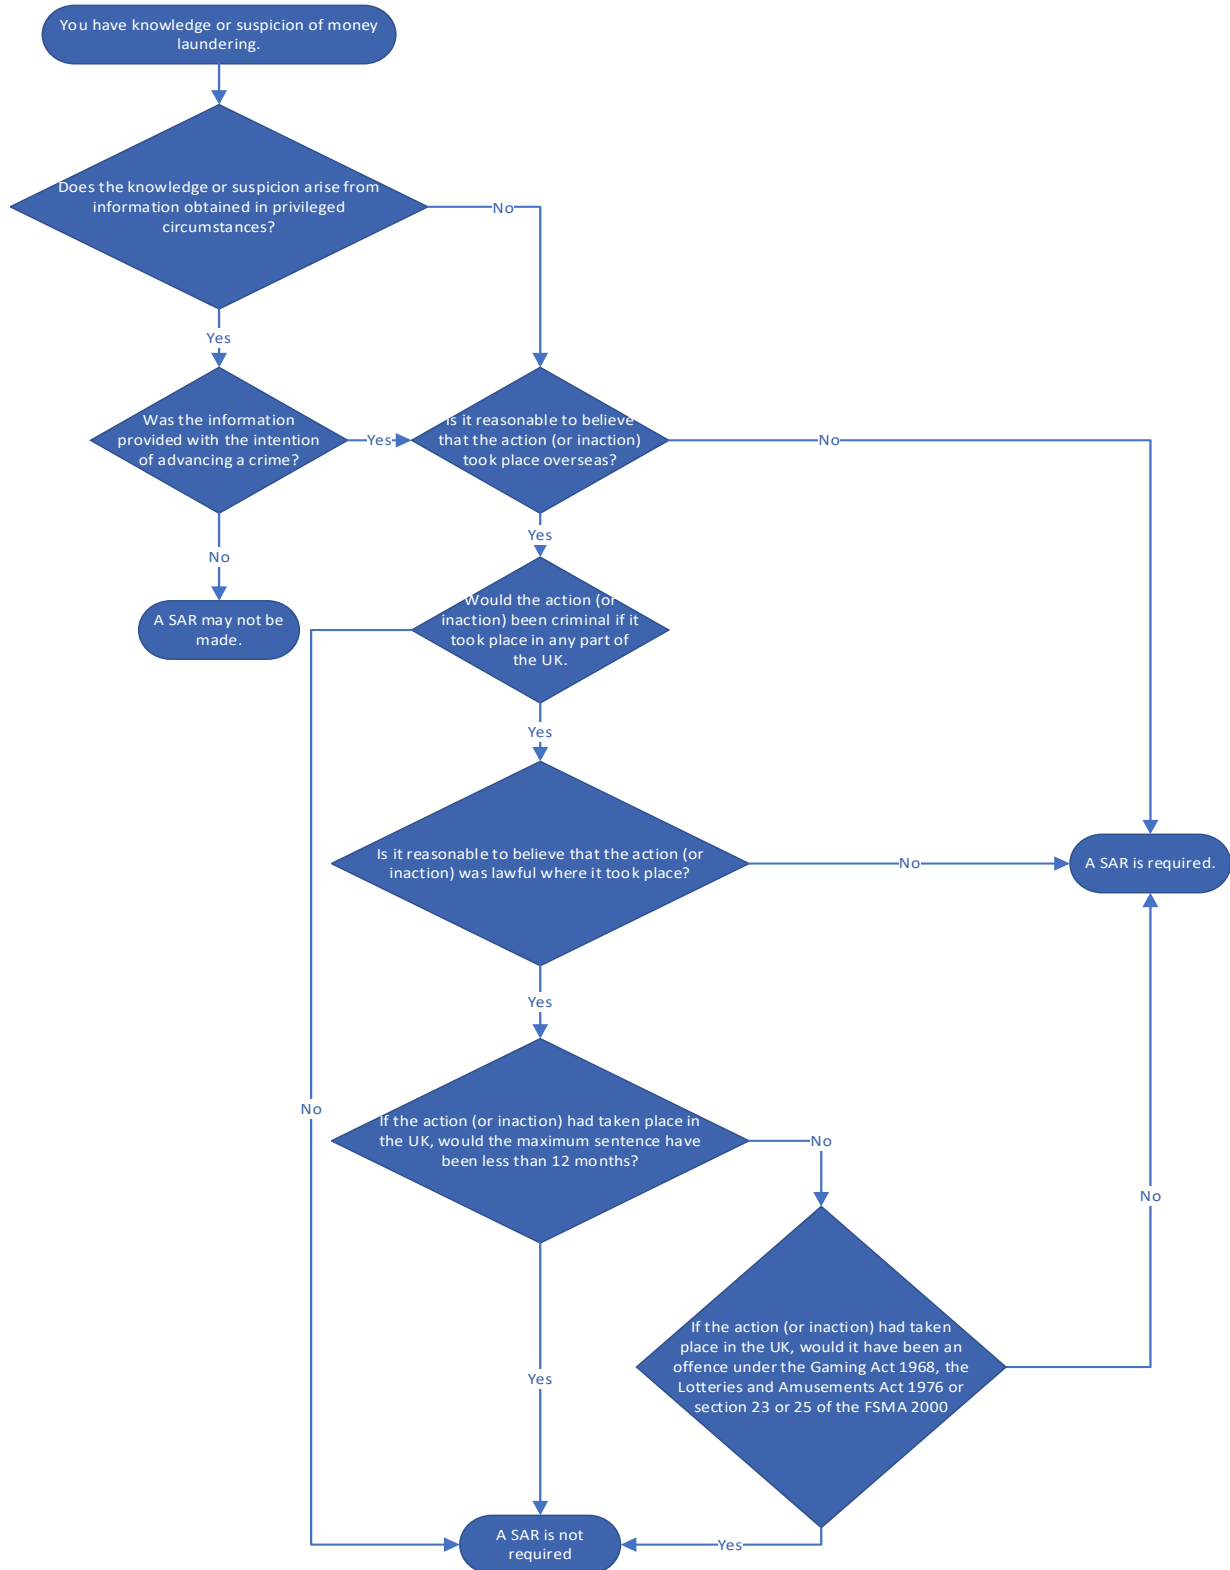 You have knowledge or suspicion of money
laundering.
Does the knowledge or suspicion arise from
information obtained in privileged
circumstances?
No
Yes
Was the information
provided with the intention
of advancing a crime?
Yes
Is it reasonable to believe
that the action (or inaction)
took place overseas?
No
No
Yes
A SAR may not be
made.
Would the action (or
inaction) been criminal if it
took place in any part of
the UK.
Yes
Is it reasonable to believe that the action (or
inaction) was lawful where it took place?
No
A SAR is required.
Yes
No
If the action (or inaction) had taken place in
the UK, would the maximum sentence have
been less than 12 months?
No
No
If the action (or inaction) had taken
place in the UK, would it have been an
offence under the Gaming Act 1968, the
Lotteries and Amusements Act 1976 or
section 23 or 25 of the FSMA 2000
Yes
A SAR is not
required
Yes